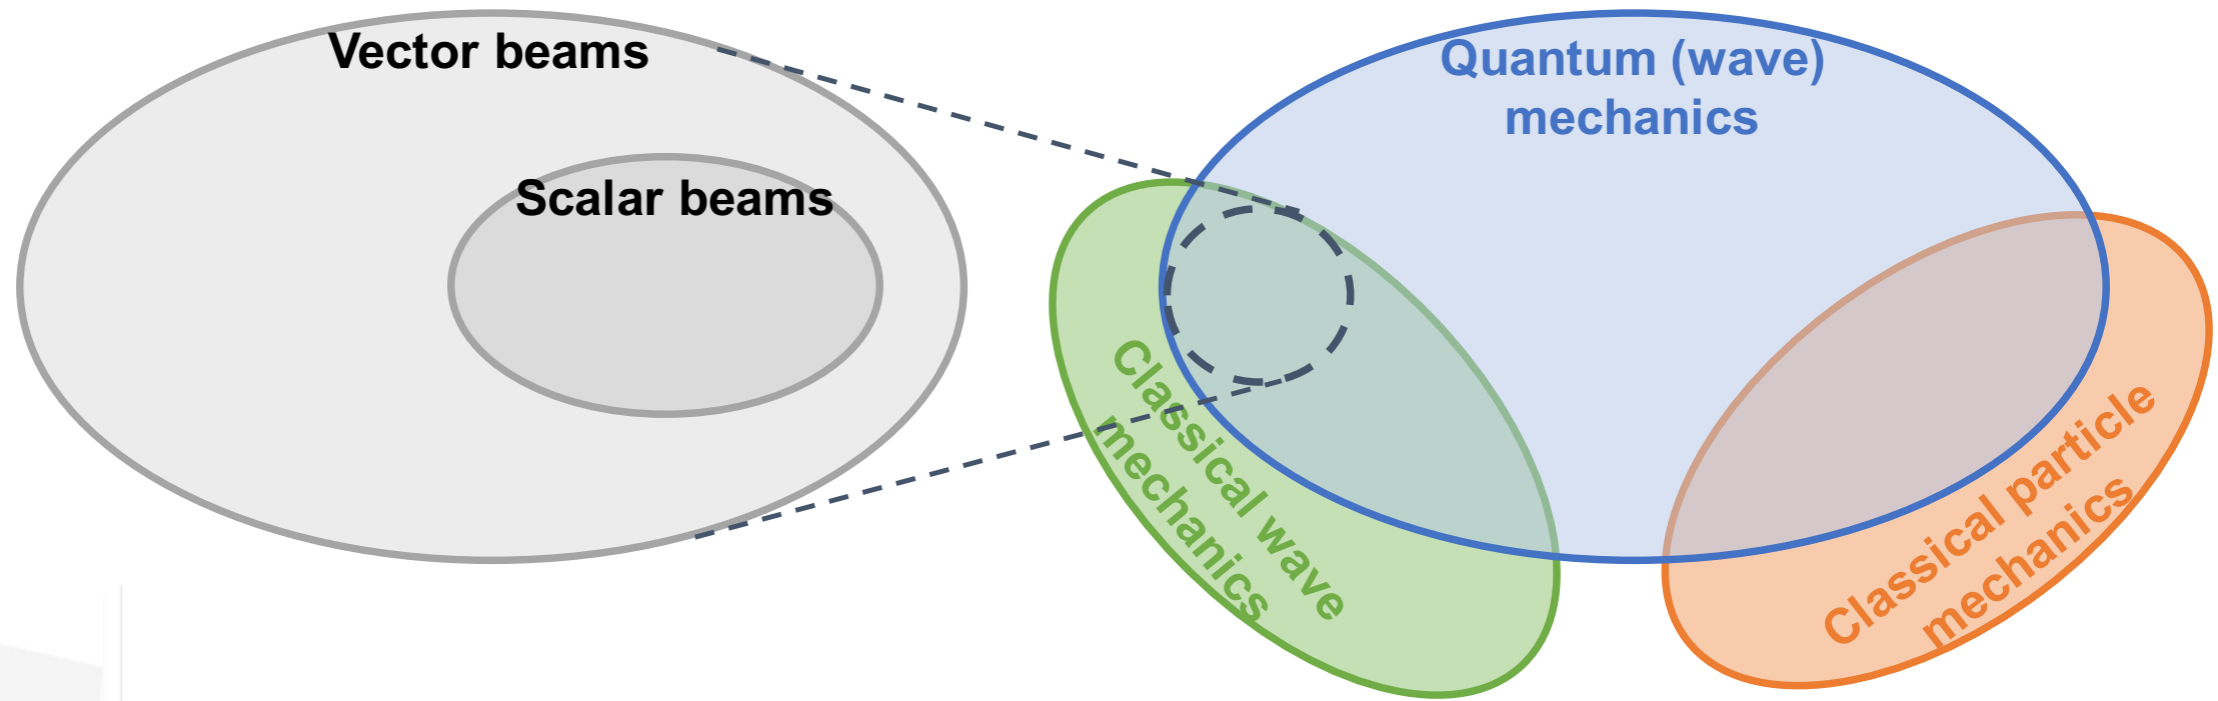 Vector beams
Scalar beams
Quantum (wave)
mechanics
Classical wave
mechanics
Classical particle
mechanics